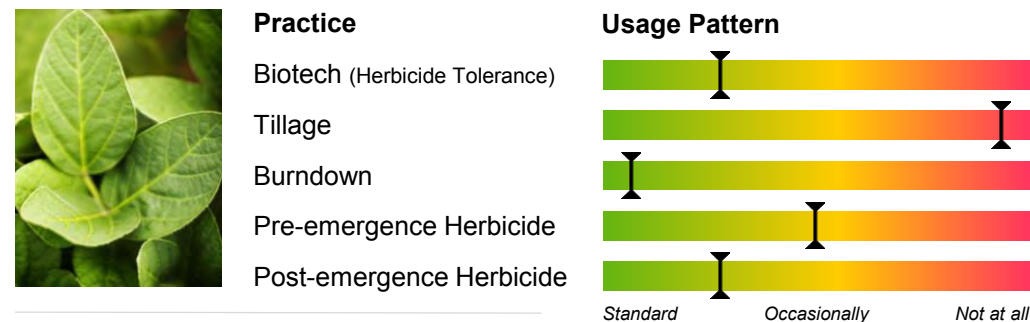 Practice
Usage Pattern
Biotech (Herbicide Tolerance)
Tillage
Burndown
Pre-emergence Herbicide
Post-emergence Herbicide
Standard Occasionally Not at all